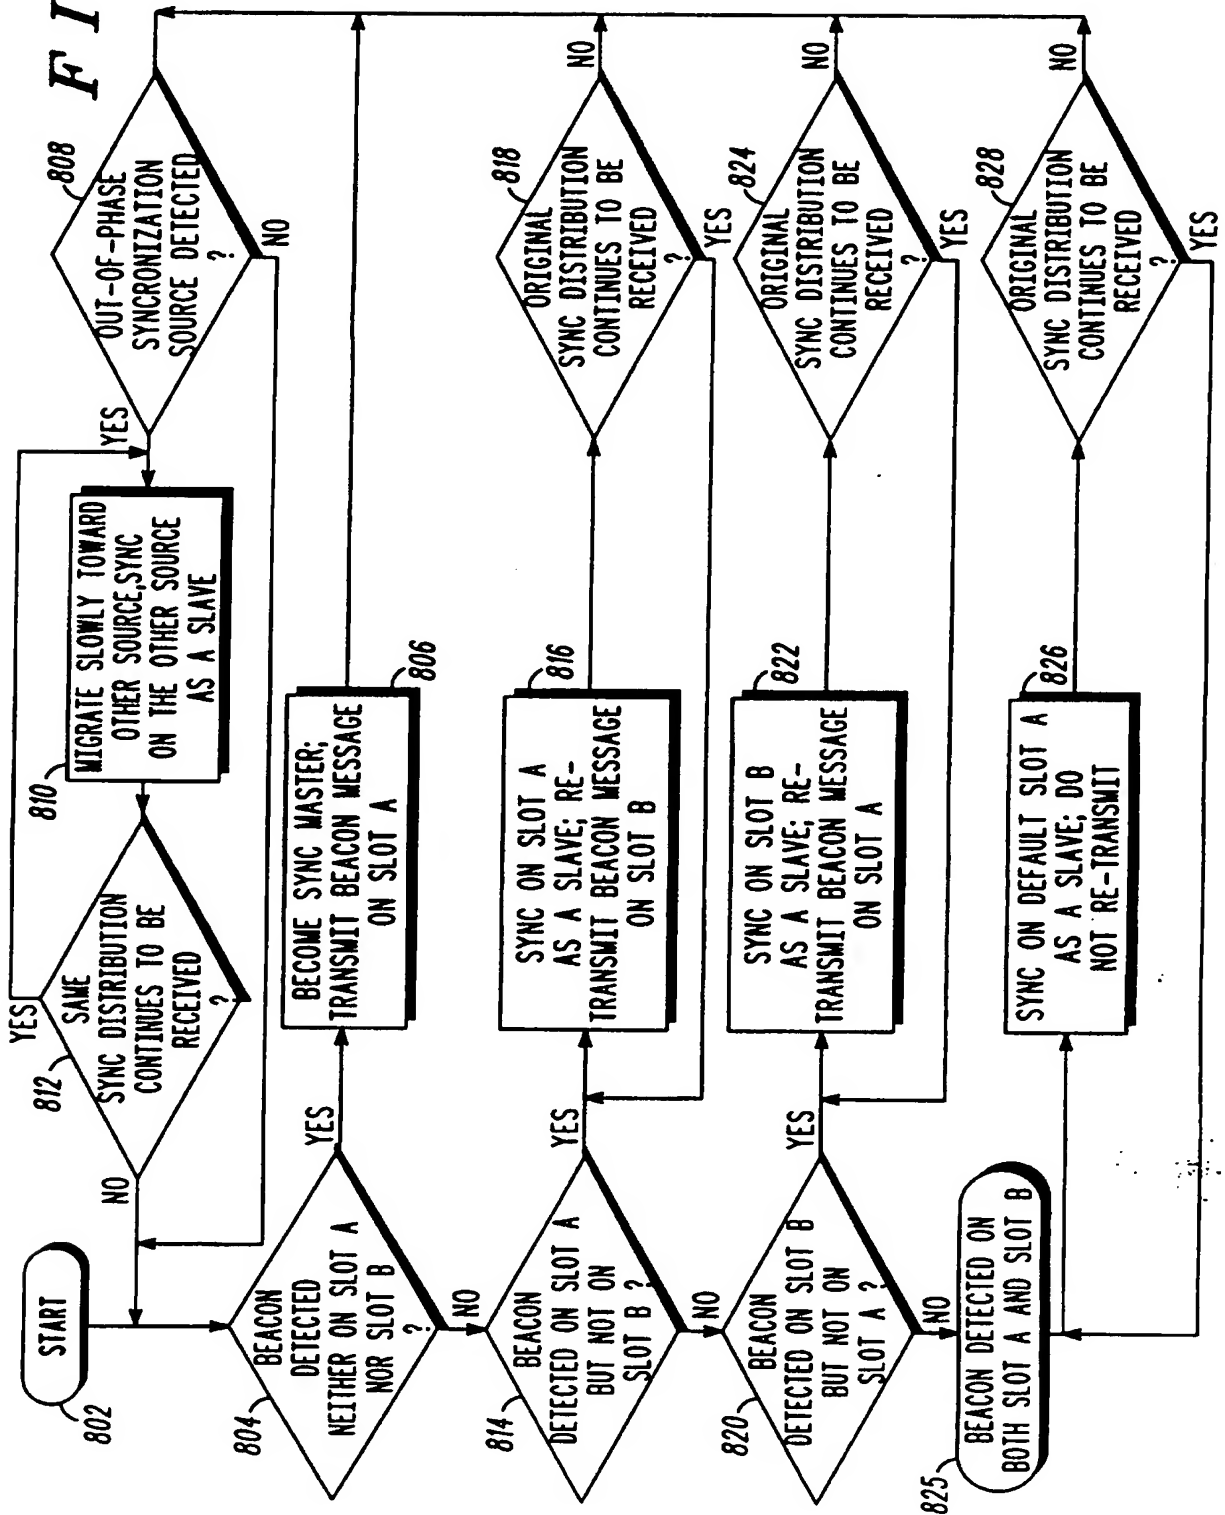 F I
START
802
BEACON
DETECTED
NEITHER ON SLOT A
NOR SLOT B
?
804
YES
NO
BECOME SYNC MASTER;
TRANSMIT BEACON MESSAGE
ON SLOT A
806
OUT-OF-PHASE
SYNCRONIZATION
SOURCE DETECTED
?
808
YES
NO
MIGRATE SLOWLY TOWARD
OTHER SOURCE,SYNC
ON THE OTHER SOURCE
AS A SLAVE
810
SAME
SYNC DISTRIBUTION
CONTINUES TO BE
RECEIVED
?
812
YES
NO
BEACON
DETECTED ON SLOT A
BUT NOT ON
SLOT B ?
814
YES
NO
SYNC ON SLOT A
AS A SLAVE; RE-
TRANSMIT BEACON MESSAGE
ON SLOT B
816
ORIGINAL
SYNC DISTRIBUTION
CONTINUES TO BE
RECEIVED
?
818
NO
YES
BEACON
DETECTED ON SLOT B
BUT NOT ON
SLOT A ?
820
YES
NO
SYNC ON SLOT B
AS A SLAVE; RE-
TRANSMIT BEACON MESSAGE
ON SLOT A
822
ORIGINAL
SYNC DISTRIBUTION
CONTINUES TO BE
RECEIVED
?
824
NO
YES
BEACON DETECTED ON
BOTH SLOT A AND SLOT B
825
SYNC ON DEFAULT SLOT A
AS A SLAVE; DO
NOT RE-TRANSMIT
826
ORIGINAL
SYNC DISTRIBUTION
CONTINUES TO BE
RECEIVED
?
828
NO
YES